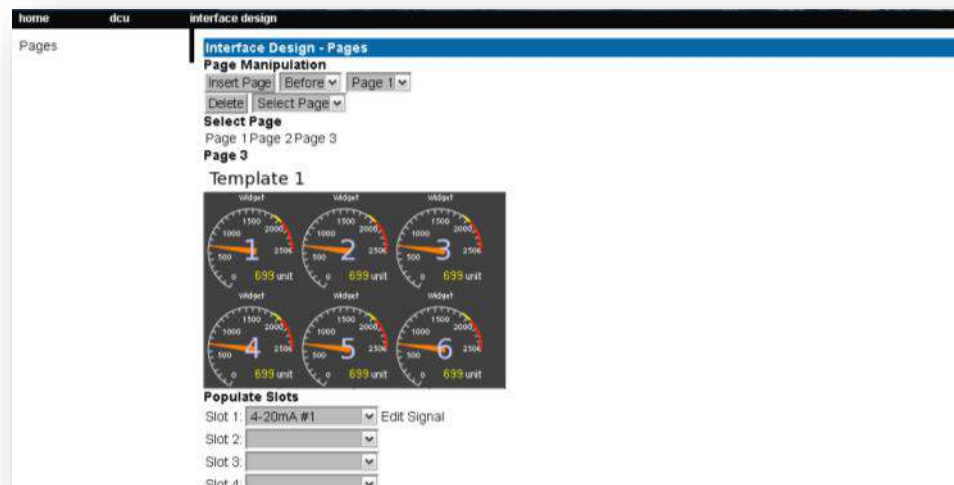 home dcu interface design
Pages
Interface Design - Pages
Page Manipulation
Insert Page Before Page 1
Delete Select Page
Select Page
Page 1 Page 2 Page 3
Page 3
Template 1
Widget Widget Widget
1500 1500 1500
1000 2000 1000 2000 1000 2000
500 1 2500 500 2 2500 500 3 2500
0 699 unit 0 699 unit 0 699 unit
Widget Widget Widget
1500 1500 1500
1000 2000 1000 2000 1000 2000
500 4 2500 500 5 2500 500 6 2500
0 699 unit 0 699 unit 0 699 unit
Populate Slots
Slot 1: 4-20mA #1 Edit Signal
Slot 2:
Slot 3:
Slot 4: